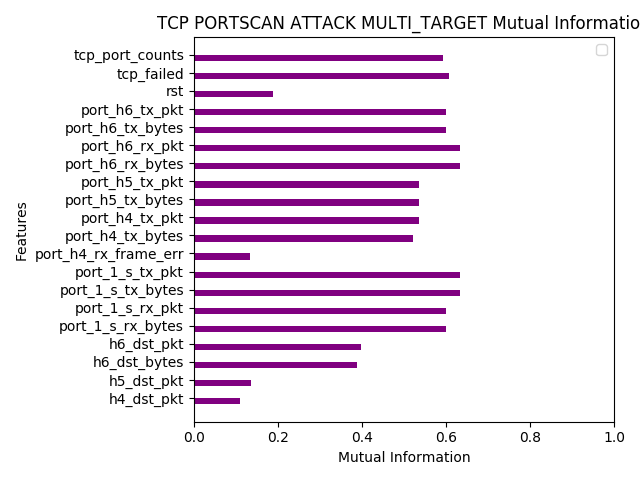 TCP PORTSCAN ATTACK MULTI_TARGET Mutual Informatio
tcp_port_counts
tcp_failed
rst
port_h6_tx_pkt
port_h6_tx_bytes
port_h6_rx_pkt
port_h6_rx_bytes
port_h5_tx_pkt
port_h5_tx_bytes
port_h4_tx_pkt
port_h4_tx_bytes
port_h4_rx_frame_err
port_1_s_tx_pkt
port_1_s_tx_bytes
port_1_s_rx_pkt
port_1_s_rx_bytes
h6_dst_pkt
h6_dst_bytes
h5_dst_pkt
h4_dst_pkt
Features
0.0 0.2 0.4 0.6 0.8 1.0
Mutual Information